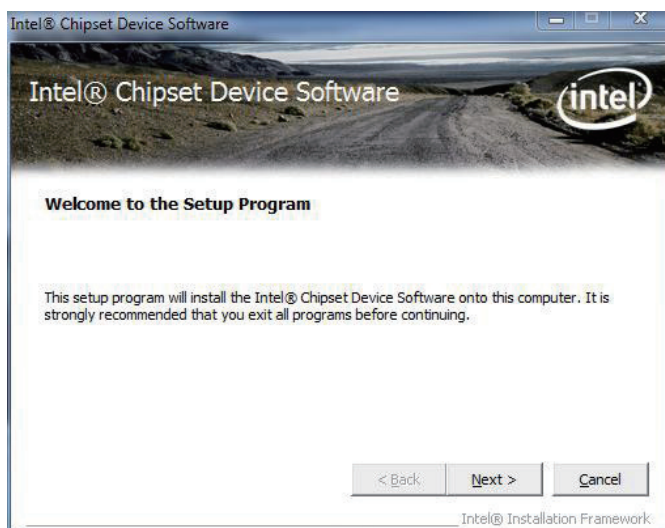 Intel® Chipset Device Software
Intel® Chipset Device Software
intel
Welcome to the Setup Program
This setup program will install the Intel® Chipset Device Software onto this computer. It is
strongly recommended that you exit all programs before continuing.
< Back
Next >
Cancel
Intel® Installation Framework